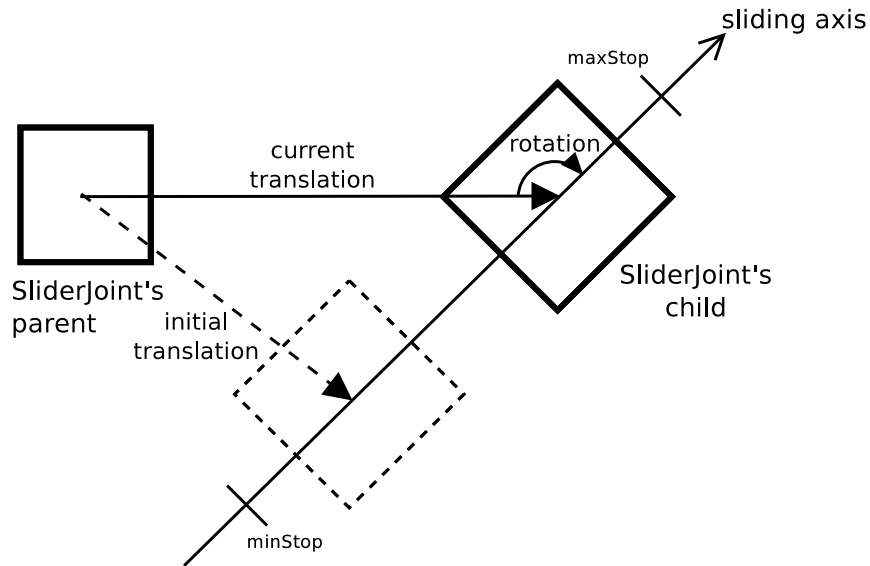 sliding axis
maxStop
rotation
current
translation
SliderJoint's
child
SliderJoint's
parent
initial
translation
minStop